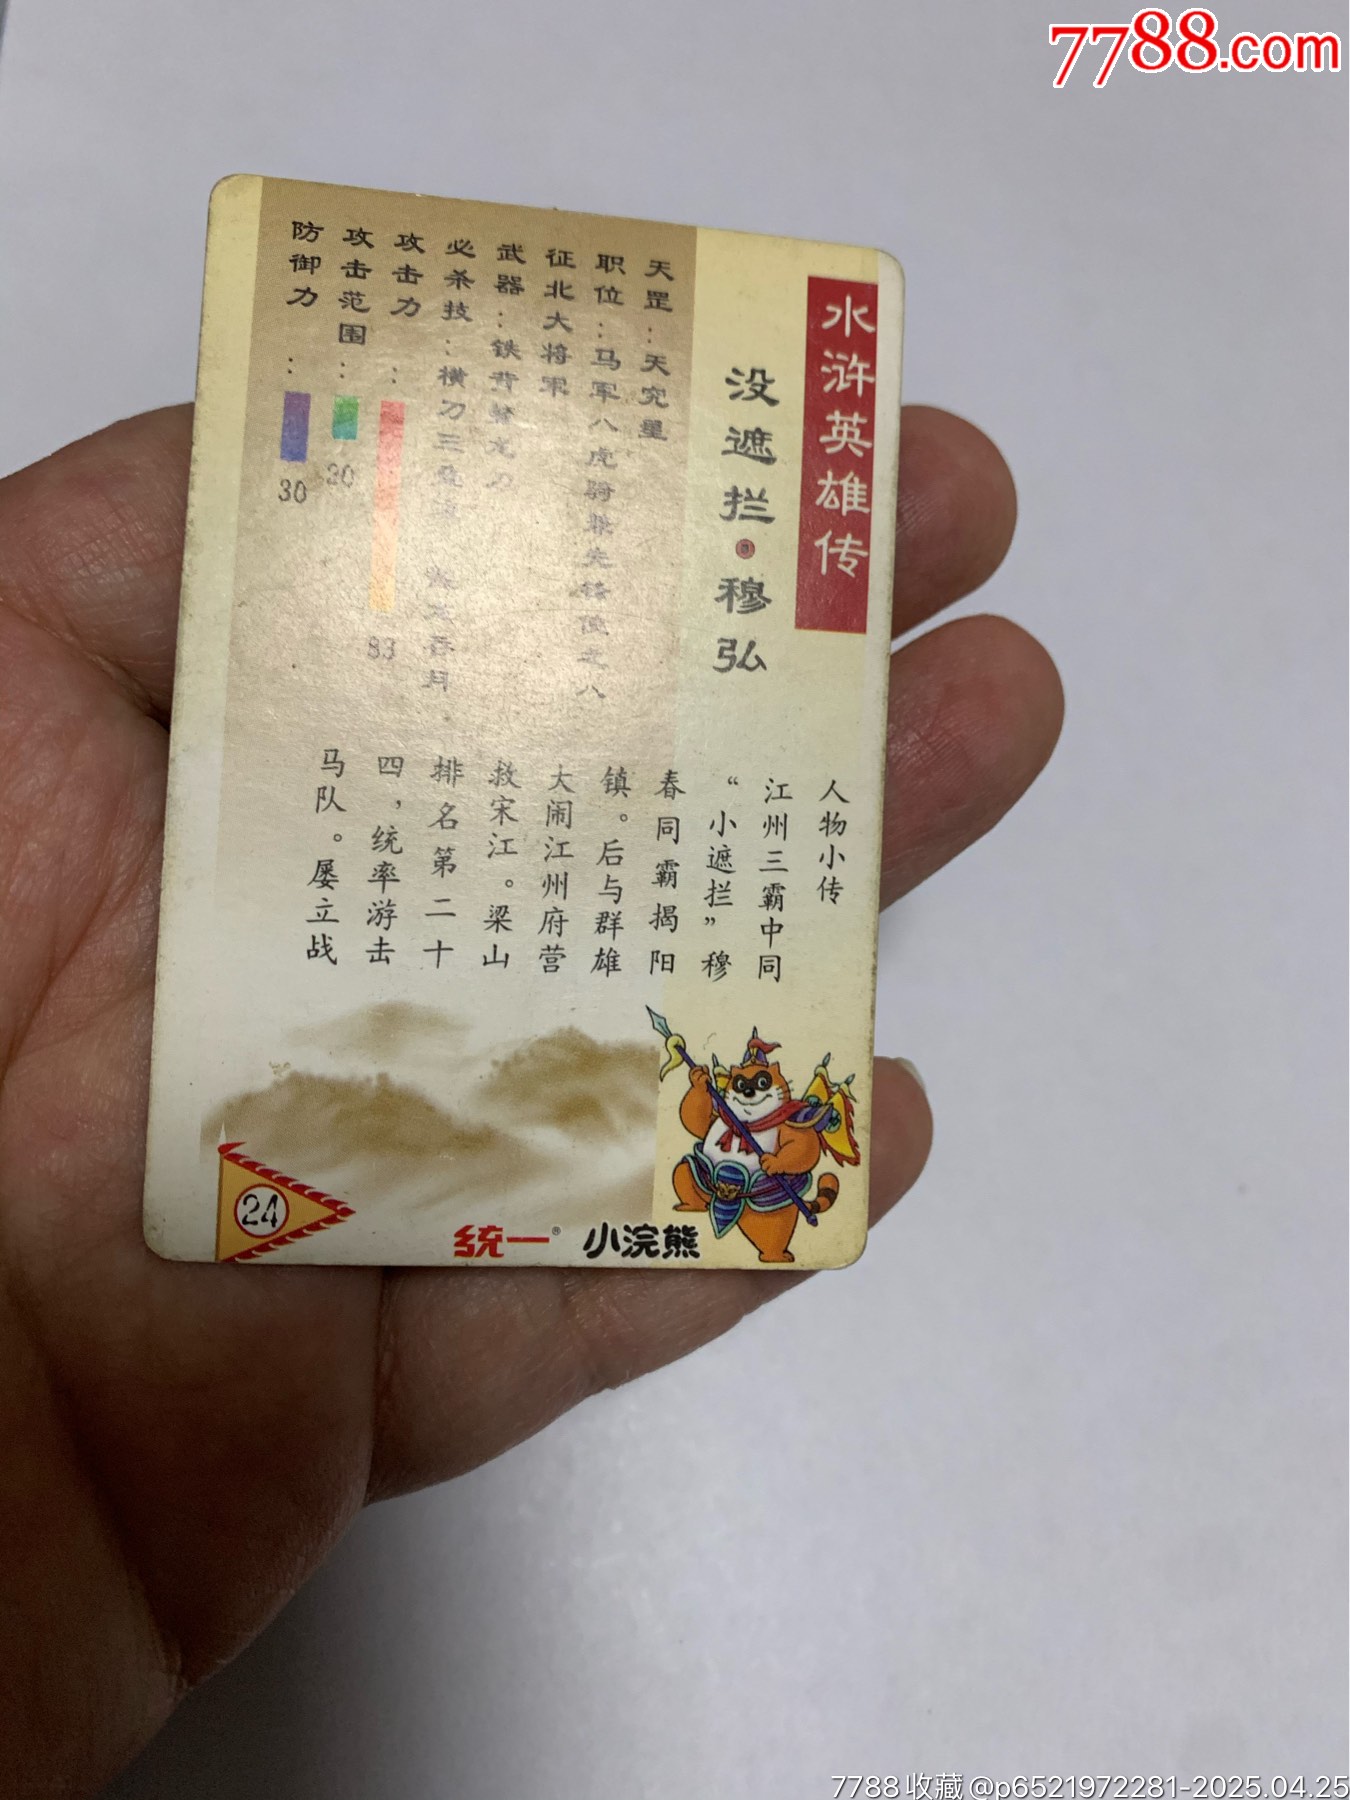 7788.com
水浒英雄传
没遮拦·穆弘
天罡：天究星
职位：马军八虎骑兼先锋使之八
征北大将军
武器：铁背
必杀技：横刀三
吞月
攻击力：
83
攻击范围：
20
防御力：
30
人物小传
江州三霸中同
“小遮拦”穆
春同霸揭阳
镇。后与群雄
大闹江州府营
救宋江。梁山
排名第二十
四，统率游击
马队。屡立战
24
统一® 小浣熊
7788收藏@p6521972281-2025.04.25